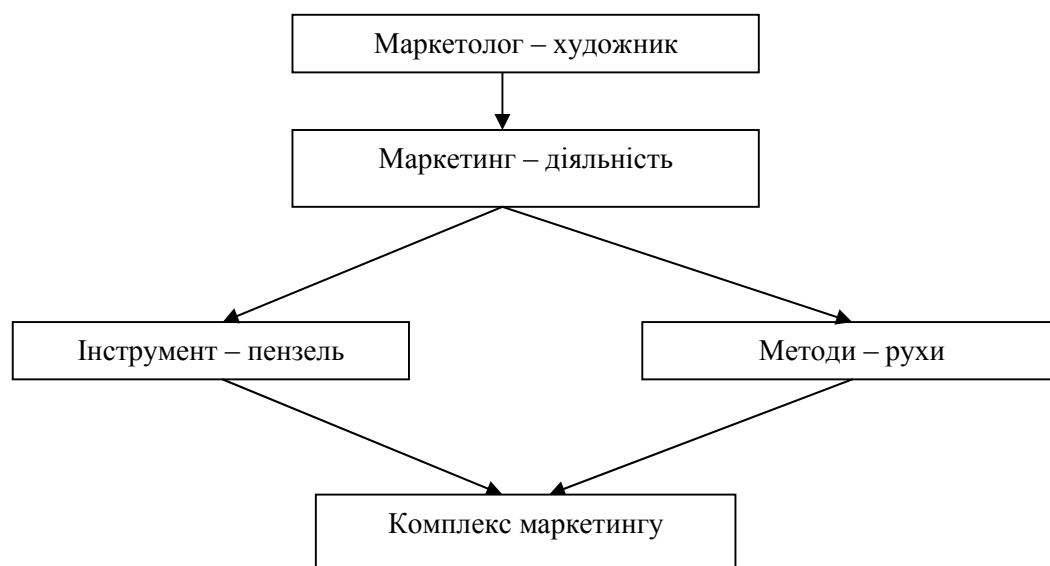 Маркетолог – художник
Маркетинг – діяльність
Інструмент – пензель
Методи – рухи
Комплекс маркетингу